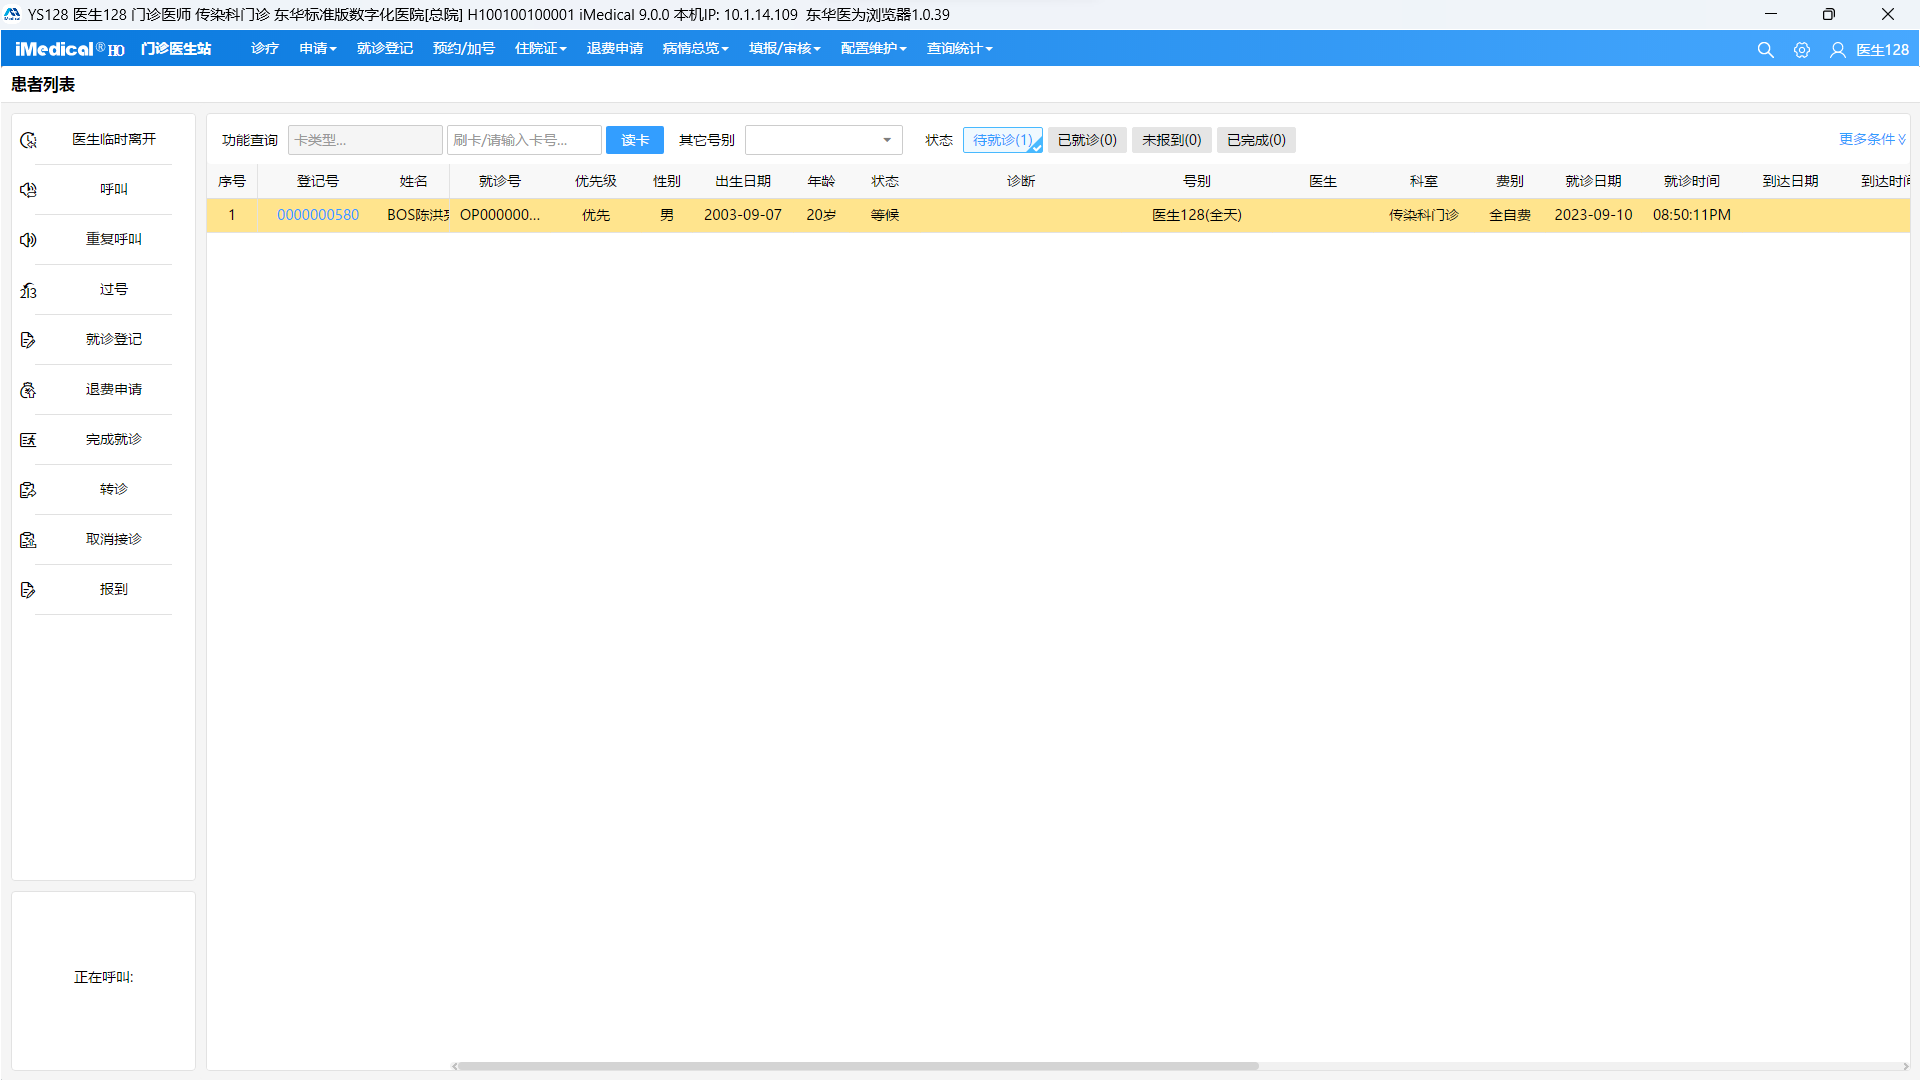 YS128 医生128 门诊医师 传染科门诊 东华标准版数字化医院[总院] H100100100001 iMedical 9.0.0 本机IP: 10.1.14.109 东华医为浏览器1.0.39
iMedical® HO 门诊医生站 诊疗 申请 就诊登记 预约/加号 住院证 退费申请 病情总览 填报/审核 配置维护 查询统计 医生128
患者列表
医生临时离开
呼叫
重复呼叫
过号
就诊登记
退费申请
完成就诊
转诊
取消接诊
报到
正在呼叫:
功能查询 卡类型... 刷卡/请输入卡号... 读卡 其它号别 状态 待就诊(1) 已就诊(0) 未报到(0) 已完成(0) 更多条件
序号 登记号 姓名 就诊号 优先级 性别 出生日期 年龄 状态 诊断 号别 医生 科室 费别 就诊日期 就诊时间 到达日期 到达时间
1 0000000580 BOS陈洪 OP000000... 优先 男 2003-09-07 20岁 等候 医生128(全天) 传染科门诊 全自费 2023-09-10 08:50:11PM